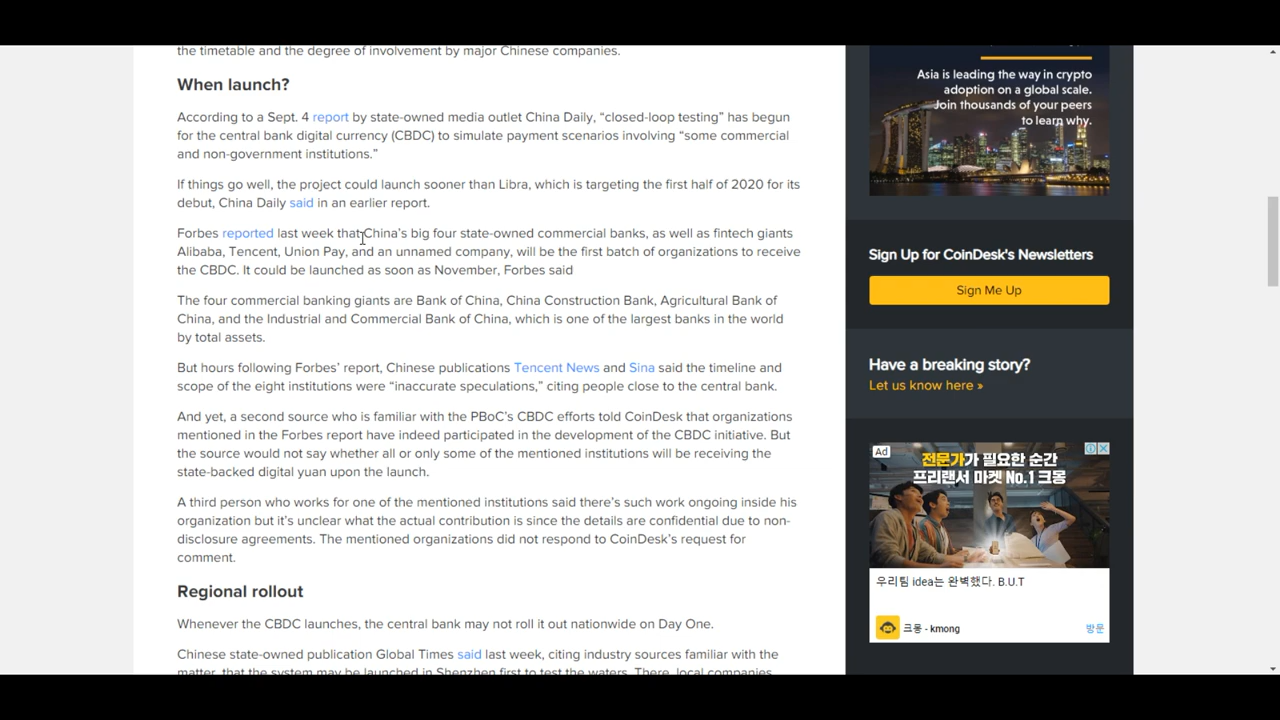 the timetable and the degree of involvement by major Chinese companies.
When launch?
According to a Sept. 4 report by state-owned media outlet China Daily, “closed-loop testing” has begun
for the central bank digital currency (CBDC) to simulate payment scenarios involving “some commercial
and non-government institutions.”
If things go well, the project could launch sooner than Libra, which is targeting the first half of 2020 for its
debut, China Daily said in an earlier report.
Forbes reported last week that China’s big four state-owned commercial banks, as well as fintech giants
Alibaba, Tencent, Union Pay, and an unnamed company, will be the first batch of organizations to receive
the CBDC. It could be launched as soon as November, Forbes said
The four commercial banking giants are Bank of China, China Construction Bank, Agricultural Bank of
China, and the Industrial and Commercial Bank of China, which is one of the largest banks in the world
by total assets.
But hours following Forbes’ report, Chinese publications Tencent News and Sina said the timeline and
scope of the eight institutions were “inaccurate speculations,” citing people close to the central bank.
And yet, a second source who is familiar with the PBoC’s CBDC efforts told CoinDesk that organizations
mentioned in the Forbes report have indeed participated in the development of the CBDC initiative. But
the source would not say whether all or only some of the mentioned institutions will be receiving the
state-backed digital yuan upon the launch.
A third person who works for one of the mentioned institutions said there’s such work ongoing inside his
organization but it’s unclear what the actual contribution is since the details are confidential due to non-
disclosure agreements. The mentioned organizations did not respond to CoinDesk’s request for
comment.
Regional rollout
Whenever the CBDC launches, the central bank may not roll it out nationwide on Day One.
Chinese state-owned publication Global Times said last week, citing industry sources familiar with the
matter, that the system may be launched in Shenzhen first to test the waters. There, local companies
Asia is leading the way in crypto
adoption on a global scale.
Join thousands of your peers
to learn why.
Sign Up for CoinDesk's Newsletters
Sign Me Up
Have a breaking story?
Let us know here »
Ad
전문가가 필요한 순간
프리랜서 마켓 No.1 크몽
우리팀 idea는 완벽했다. B.U.T
크몽 - kmong
방문